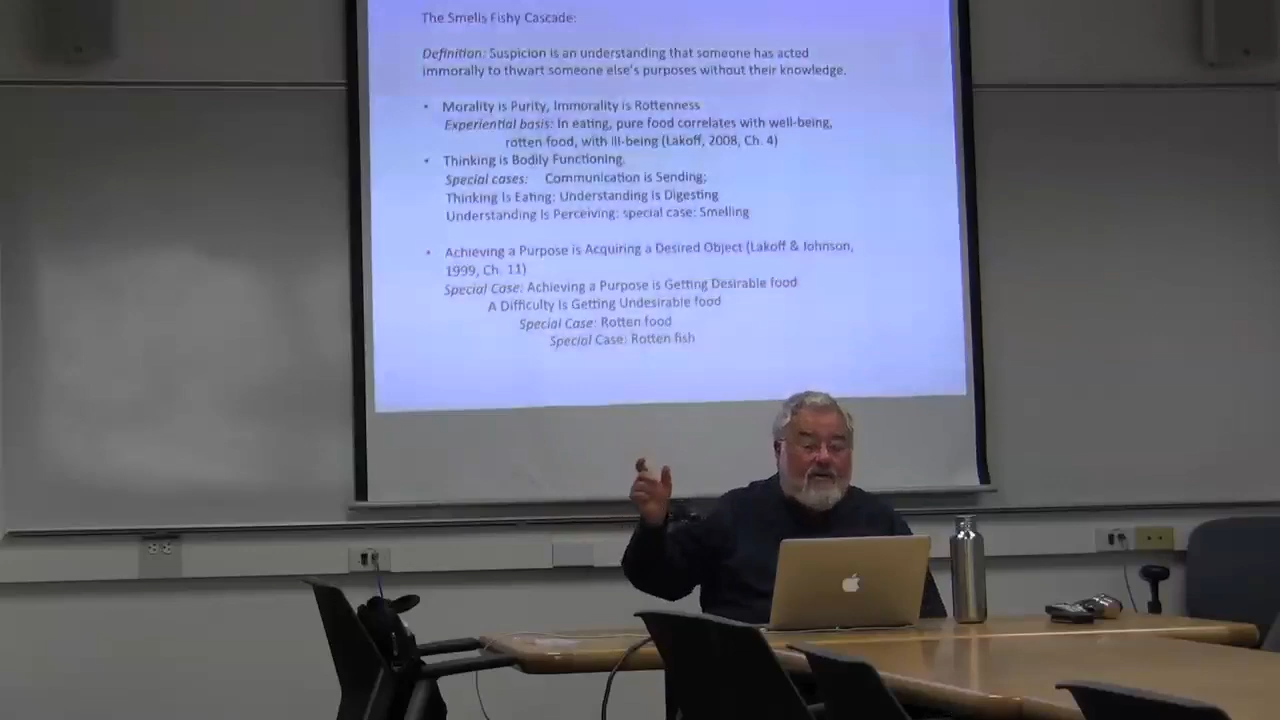 The Smells Fishy Cascade:
Definition: Suspicion is an understanding that someone has acted
immorally to thwart someone else's purposes without their knowledge.
• Morality is Purity, Immorality is Rottenness
Experiential basis: In eating, pure food correlates with well-being,
rotten food, with ill-being (Lakoff, 2008, Ch. 4)
• Thinking is Bodily Functioning.
Special cases: Communication is Sending;
Thinking Is Eating: Understanding is Digesting
Understanding Is Perceiving: special case: Smelling
• Achieving a Purpose is Acquiring a Desired Object (Lakoff & Johnson,
1999, Ch. 11)
Special Case: Achieving a Purpose is Getting Desirable food
A Difficulty Is Getting Undesirable food
Special Case: Rotten food
Special Case: Rotten fish